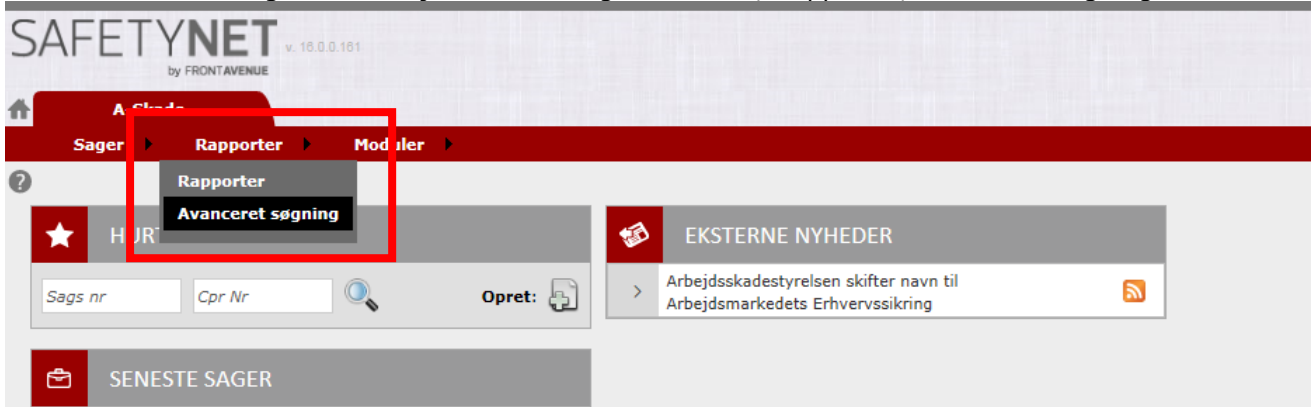 SAFETYNET v. 16.0.0.161
by FRONTAVENUE
A-Skade
Sager Rapporter Moduler
Rapporter
Avanceret søgning
EKSTERNE NYHEDER
Sags nr Cpr Nr Opret:
Arbejdsskadestyrelsen skifter navn til
Arbejdsmarkedets Erhvervssikring
SENESTE SAGER